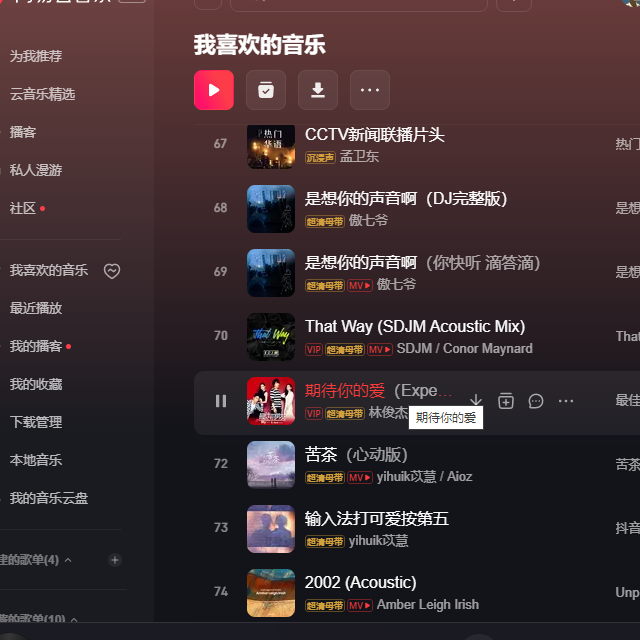 我喜欢的音乐
为我推荐
云音乐精选
播客
私人漫游
社区
我喜欢的音乐
最近播放
我的播客
我的收藏
下载管理
本地音乐
我的音乐云盘
建的歌单(4)
藏的歌单(10)
67
热门
华语
CCTV新闻联播片头
沉浸声 孟卫东
热门
68
是想你的声音啊（DJ完整版）
超清母带 傲七爷
是想
69
是想你的声音啊（你快听 滴答滴）
超清母带 MV 傲七爷
是想
70
That Way
That Way (SDJM Acoustic Mix)
VIP 超清母带 MV SDJM / Conor Maynard
That
期待你的爱（Expe...
VIP 超清母带 林俊杰
期待你的爱
最佳
72
苦茶（心动版）
超清母带 MV yihuik苡慧 / Aioz
苦茶
73
输入法打可爱按第五
超清母带 yihuik苡慧
抖音
74
2002 (Acoustic)
超清母带 MV Amber Leigh Irish
Unp